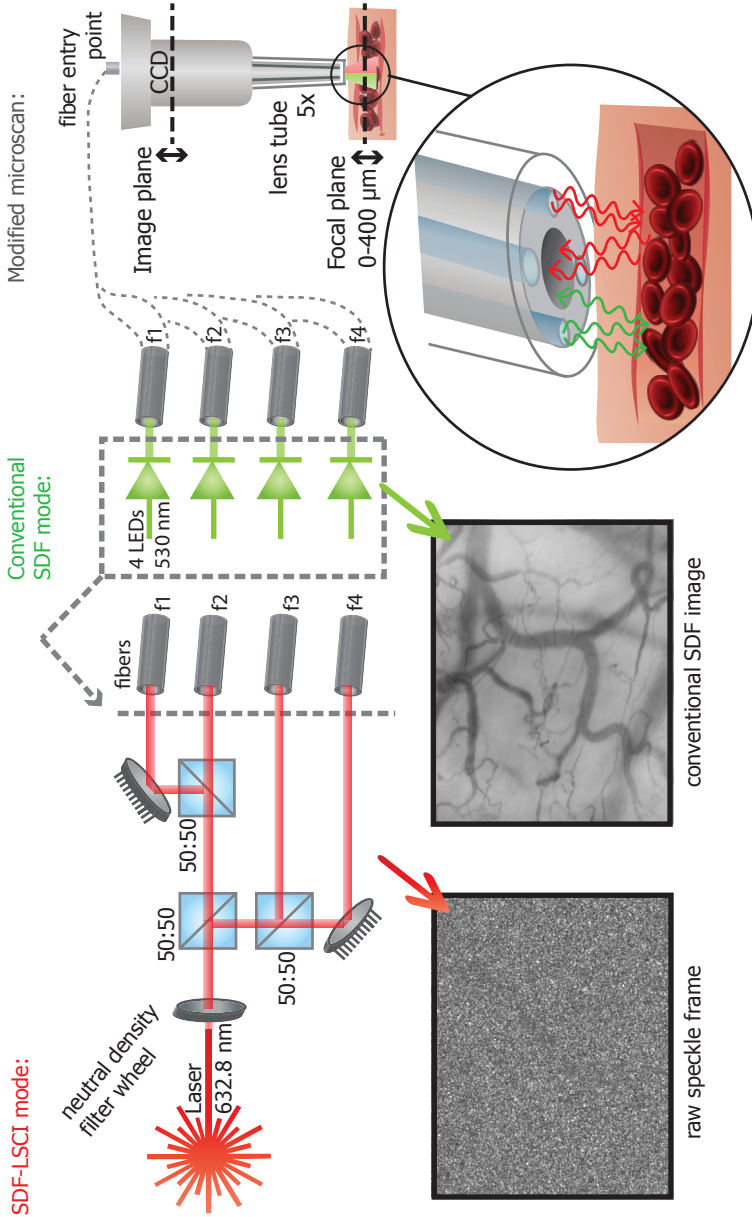 SDF-LSCI mode:
Conventional
SDF mode:
Modified microscan:
neutral density
filter wheel
Laser
632.8 nm
50:50
50:50
50:50
fibers
f1
f2
f3
f4
4 LEDs
530 nm
f1
f2
f3
f4
fiber entry
point
CCD
Image plane
lens tube
5x
Focal plane
0-400 µm
raw speckle frame
conventional SDF image